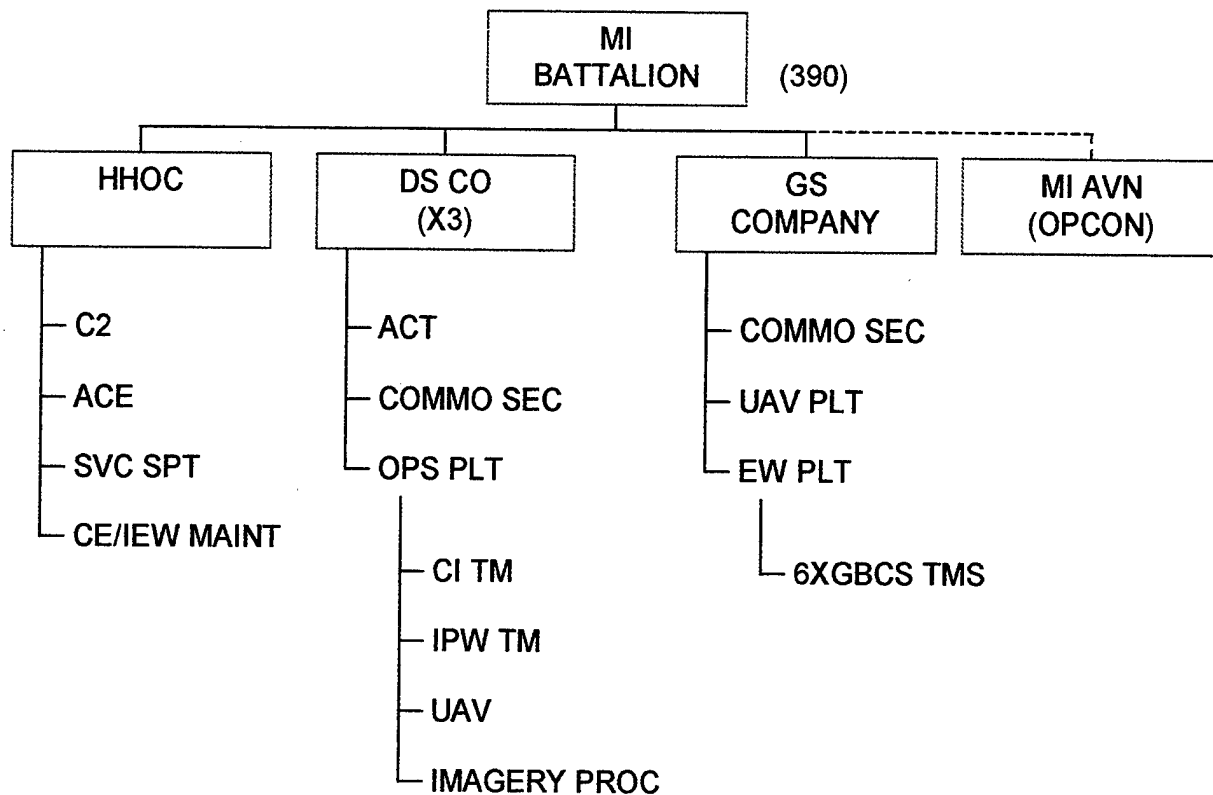 MI
BATTALION
(390)
HHOC
DS CO
(X3)
GS
COMPANY
MI AVN
(OPCON)
C2
ACE
SVC SPT
CE/IEW MAINT
ACT
COMMO SEC
OPS PLT
CI TM
IPW TM
UAV
IMAGERY PROC
COMMO SEC
UAV PLT
EW PLT
6XGBCS TMS